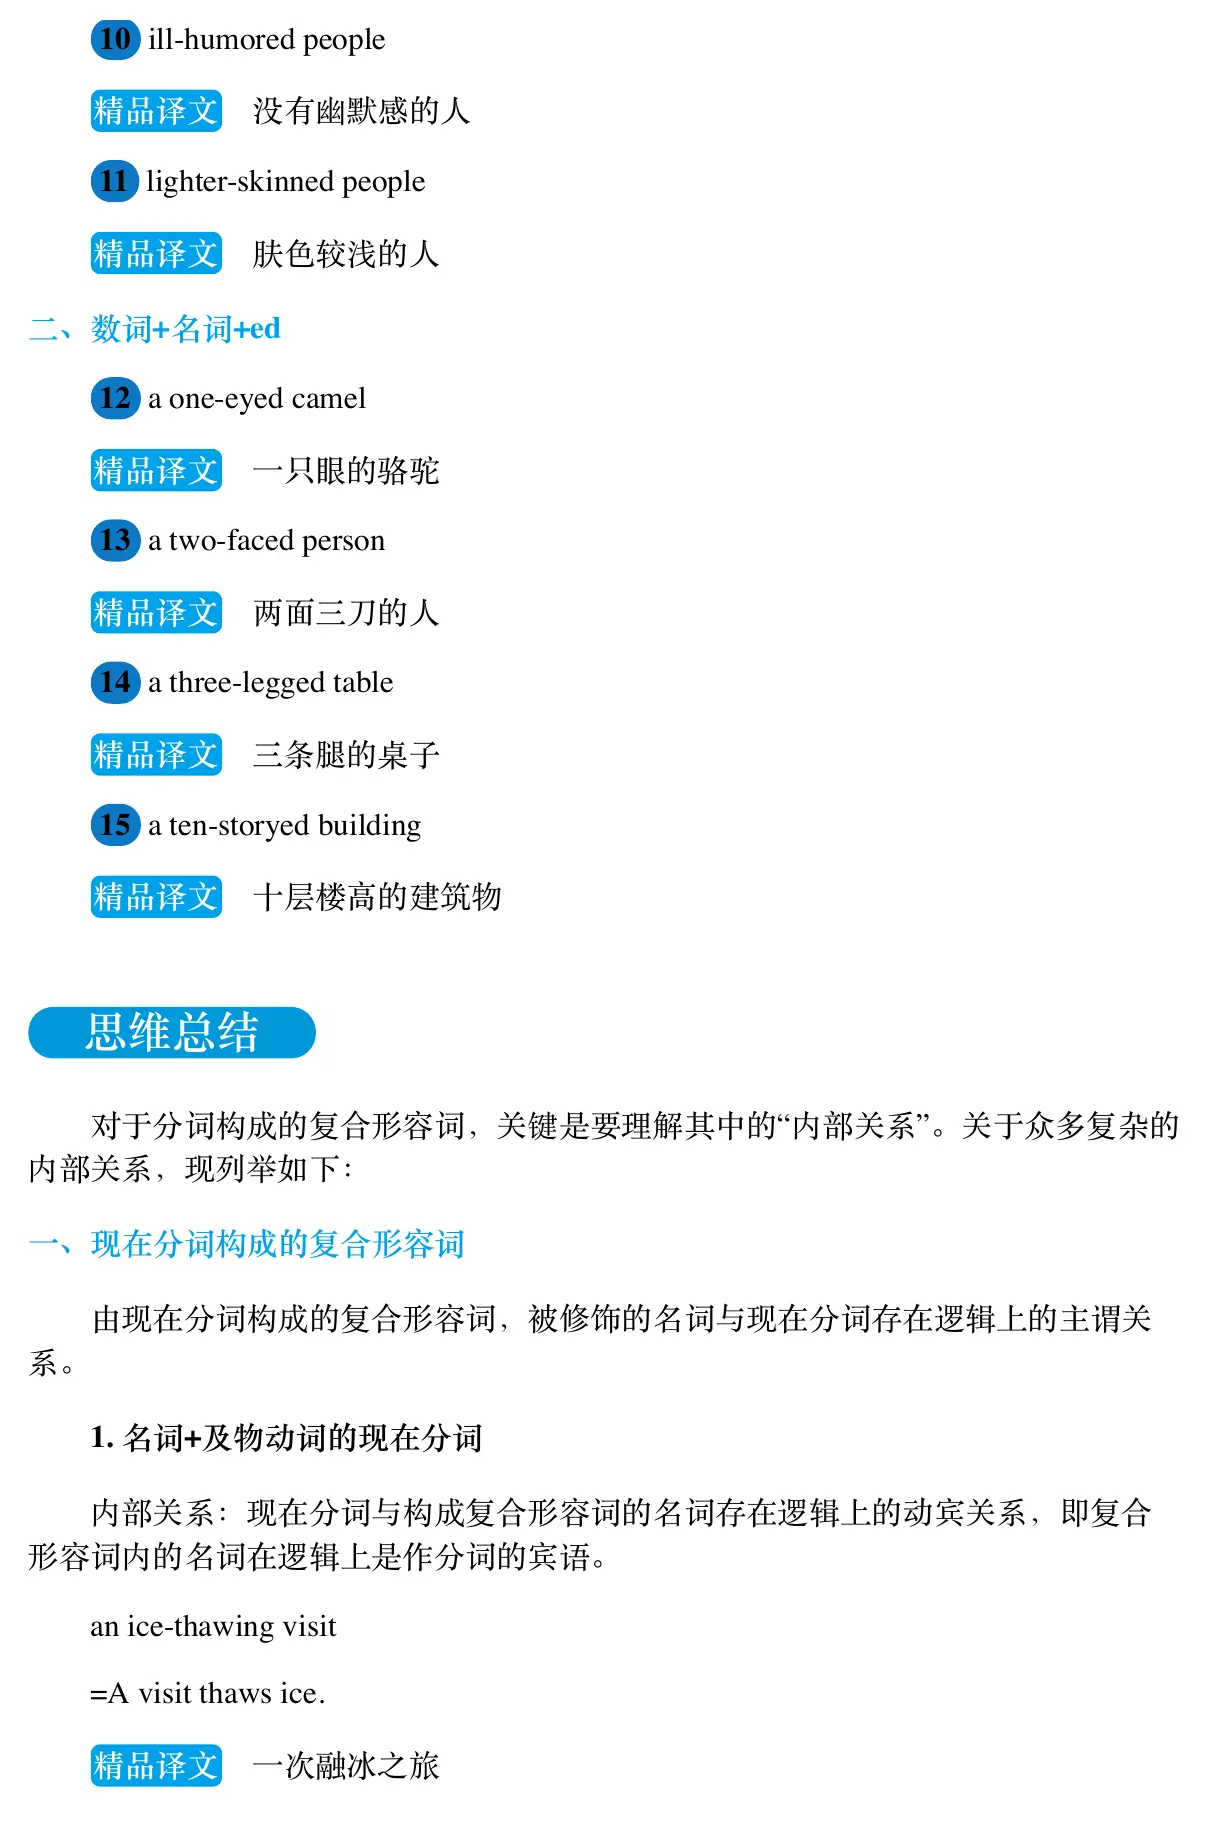 10 ill-humored people
精品译文 没有幽默感的人
11 lighter-skinned people
精品译文 肤色较浅的人
二、数词+名词+ed
12 a one-eyed camel
精品译文 一只眼的骆驼
13 a two-faced person
精品译文 两面三刀的人
14 a three-legged table
精品译文 三条腿的桌子
15 a ten-storyed building
精品译文 十层楼高的建筑物
思维总结
对于分词构成的复合形容词，关键是要理解其中的“内部关系”。关于众多复杂的
内部关系，现列举如下：
一、现在分词构成的复合形容词
由现在分词构成的复合形容词，被修饰的名词与现在分词存在逻辑上的主谓关
系。
1. 名词+及物动词的现在分词
内部关系：现在分词与构成复合形容词的名词存在逻辑上的动宾关系，即复合
形容词内的名词在逻辑上是作分词的宾语。
an ice-thawing visit
=A visit thaws ice.
精品译文 一次融冰之旅